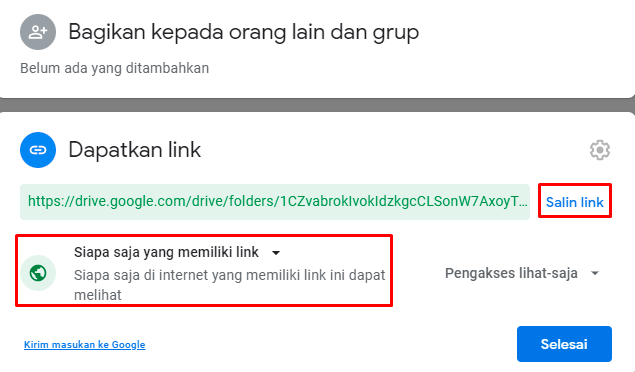 Bagikan kepada orang lain dan grup
Belum ada yang ditambahkan
Dapatkan link
https://drive.google.com/drive/folders/1CZvabrokIvokIdzkgcCLSonW7AxoyT...
Salin link
Siapa saja yang memiliki link
Siapa saja di internet yang memiliki link ini dapat
melihat
Pengakses lihat-saja
Kirim masukan ke Google
Selesai